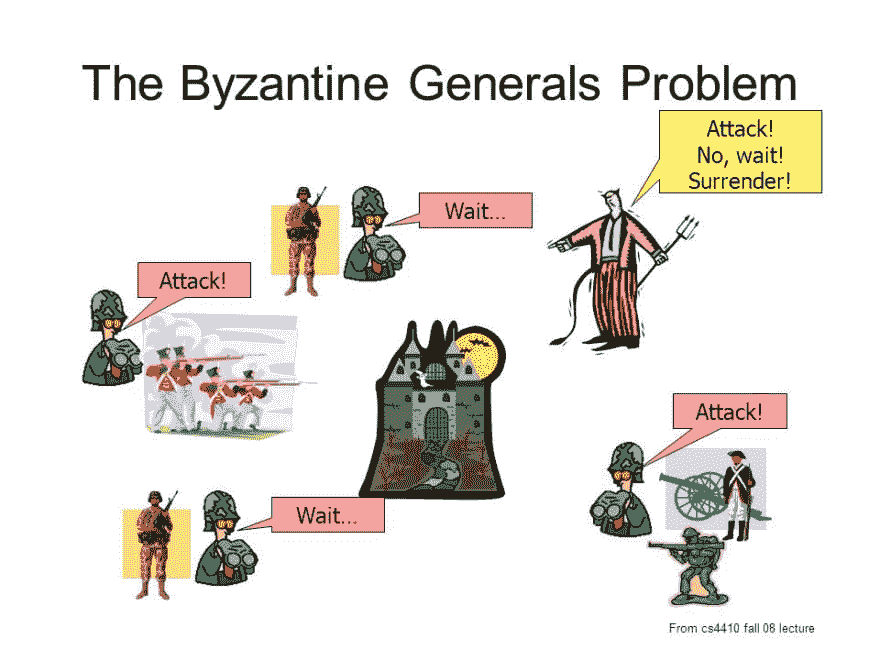 The Byzantine Generals Problem
Attack!
No, wait!
Surrender!
Wait...
Attack!
Attack!
Wait...
From cs4410 fall 08 lecture